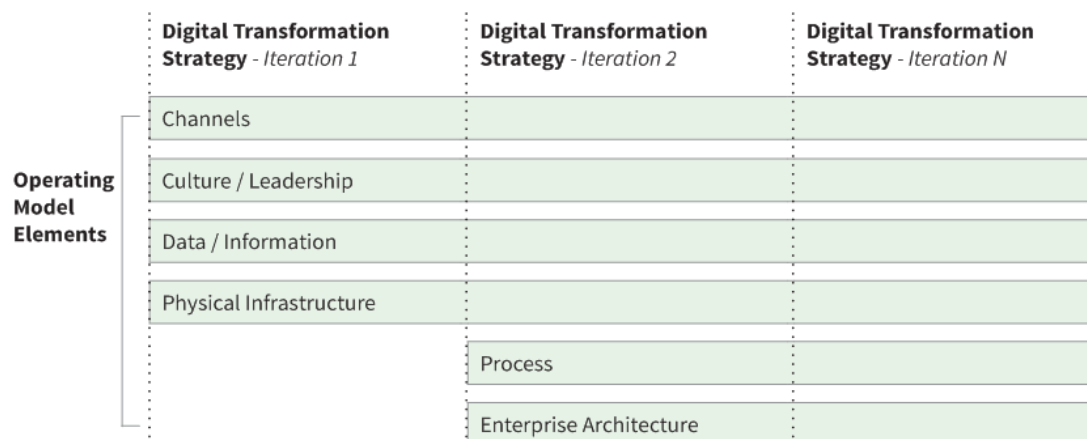 Digital Transformation
Strategy - Iteration 1
Digital Transformation
Strategy - Iteration 2
Digital Transformation
Strategy - Iteration N
Operating
Model
Elements
Channels
Culture / Leadership
Data / Information
Physical Infrastructure
Process
Enterprise Architecture